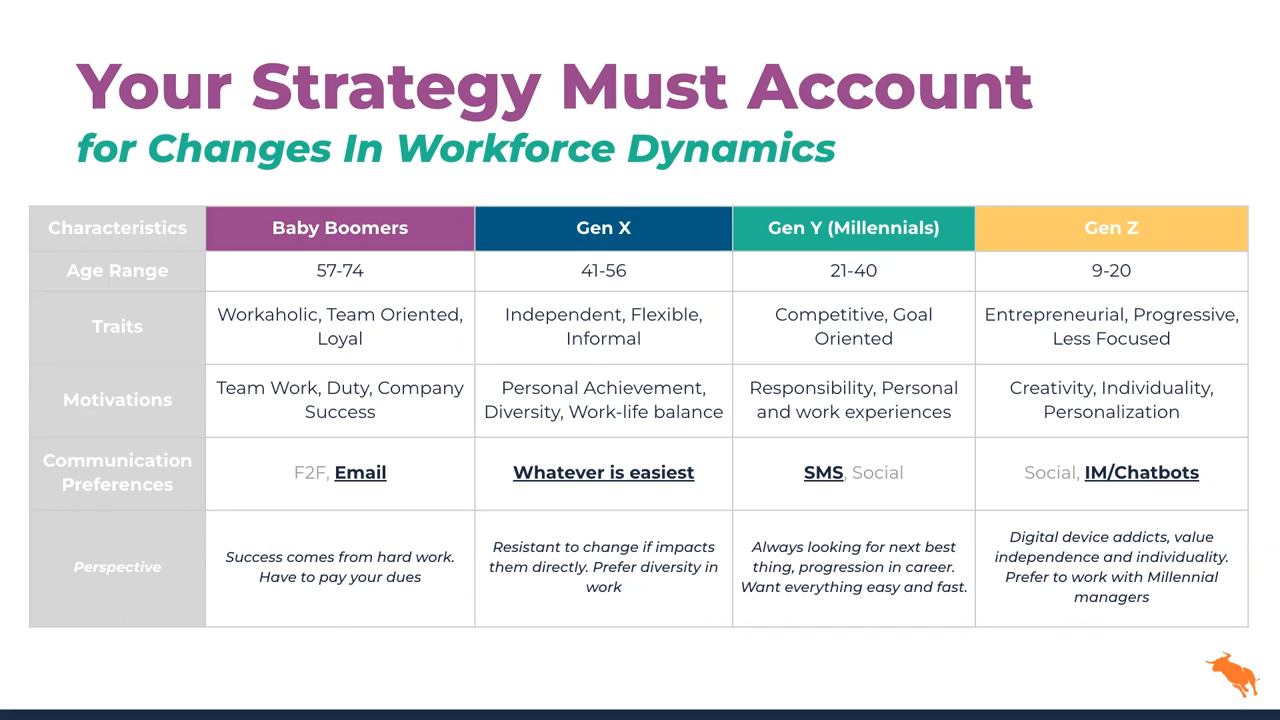 Your Strategy Must Account
for Changes In Workforce Dynamics
Characteristics Baby Boomers Gen X Gen Y (Millennials) Gen Z
Age Range 57-74 41-56 21-40 9-20
Traits
Workaholic, Team Oriented,
Loyal
Independent, Flexible,
Informal
Competitive, Goal
Oriented
Entrepreneurial, Progressive,
Less Focused
Motivations
Team Work, Duty, Company
Success
Personal Achievement,
Diversity, Work-life balance
Responsibility, Personal
and work experiences
Creativity, Individuality,
Personalization
Communication
Preferences
F2F, Email
Whatever is easiest
SMS, Social
Social, IM/Chatbots
Perspective
Success comes from hard work.
Have to pay your dues
Resistant to change if impacts
them directly. Prefer diversity in
work
Always looking for next best
thing, progression in career.
Want everything easy and fast.
Digital device addicts, value
independence and individuality.
Prefer to work with Millennial
managers